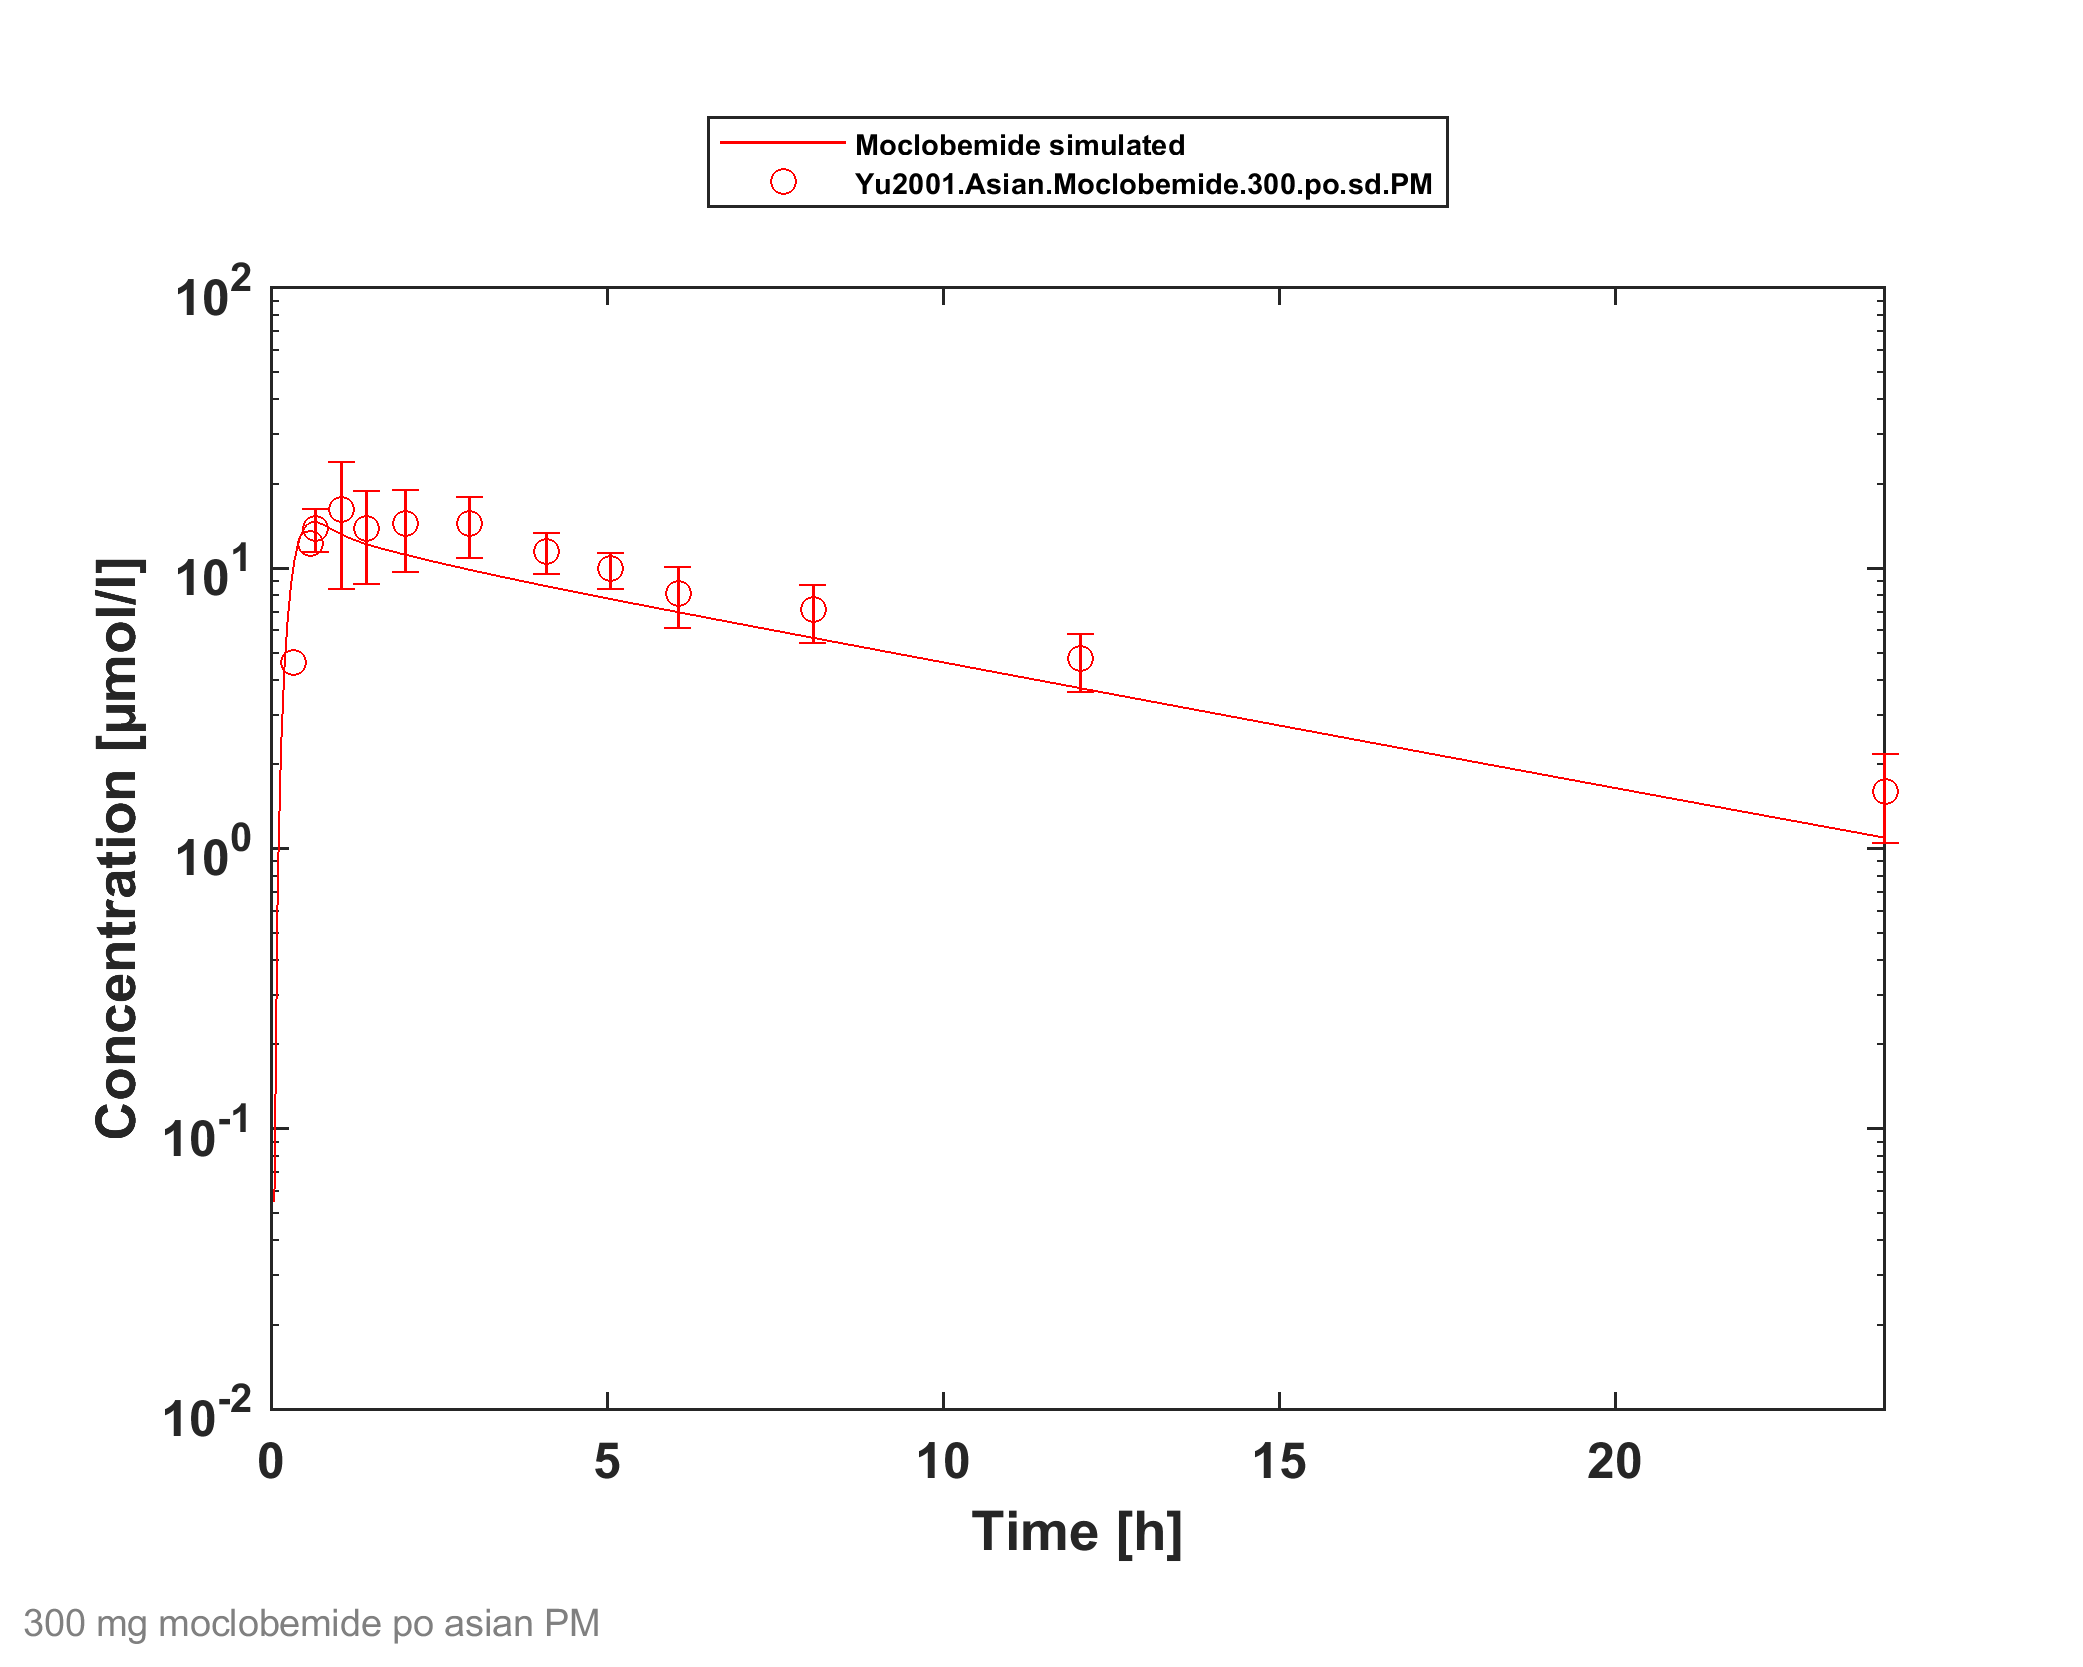 Moclobemide simulated
Yu2001.Asian.Moclobemide.300.po.sd.PM
10^2
10^1
10^0
10^-1
10^-2
Concentration [µmol/l]
0 5 10 15 20
Time [h]
300 mg moclobemide po asian PM